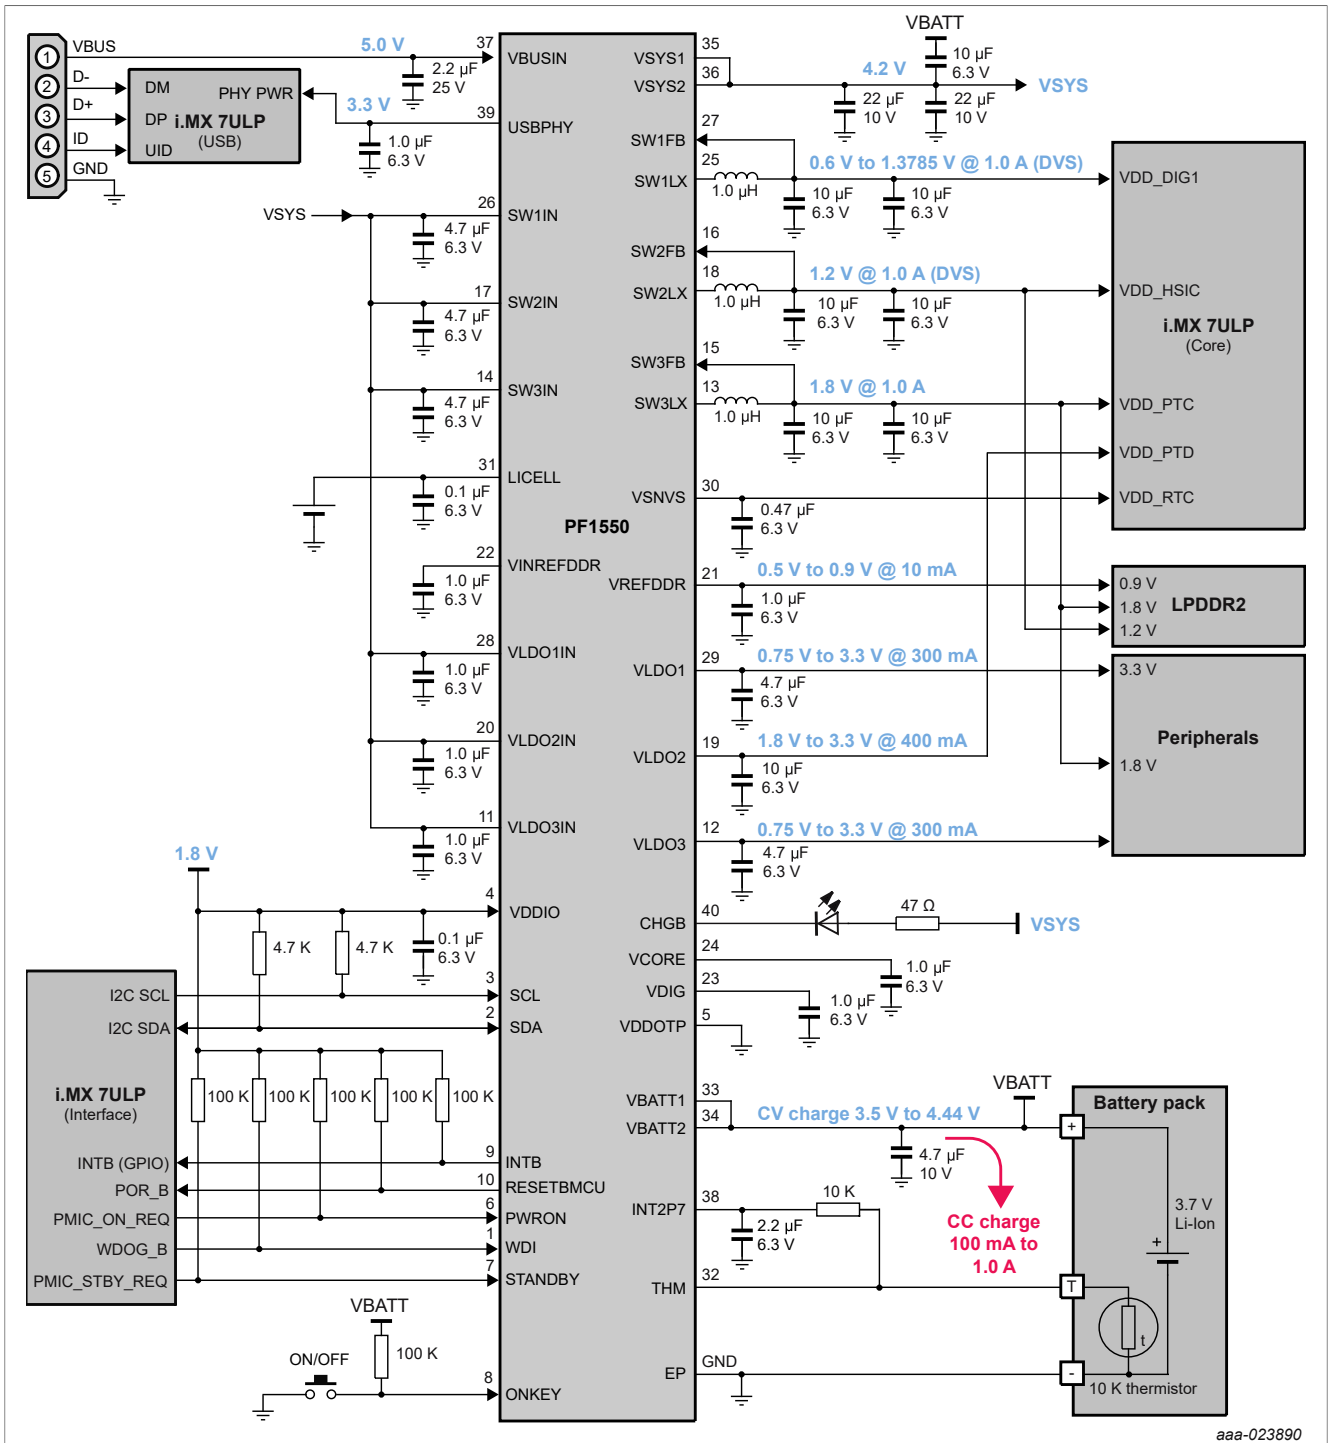 1
2
3
4
5
VBUS
D-
D+
ID
GND
DM
DP
UID
PHY PWR
i.MX 7ULP
(USB)
5.0 V
2.2 µF
25 V
3.3 V
1.0 µF
6.3 V
37
VBUSIN
39
USBPHY
VSYS
26
SW1IN
4.7 µF
6.3 V
17
SW2IN
4.7 µF
6.3 V
14
SW3IN
4.7 µF
6.3 V
31
LICELL
0.1 µF
6.3 V
22
VINREFDDR
1.0 µF
6.3 V
28
VLDO1IN
1.0 µF
6.3 V
20
VLDO2IN
1.0 µF
6.3 V
11
VLDO3IN
1.0 µF
6.3 V
1.8 V
4
VDDIO
4.7 K
4.7 K
0.1 µF
6.3 V
3
SCL
2
SDA
I2C SCL
I2C SDA
i.MX 7ULP
(Interface)
100 K
100 K
100 K
100 K
100 K
INTB (GPIO)
9
INTB
POR_B
10
RESETBMCU
PMIC_ON_REQ
6
PWRON
WDOG_B
1
WDI
PMIC_STBY_REQ
7
STANDBY
VBATT
100 K
ON/OFF
8
ONKEY
PF1550
35
VSYS1
36
VSYS2
4.2 V
VBATT
10 µF
6.3 V
22 µF
10 V
22 µF
10 V
VSYS
27
SW1FB
25
SW1LX
1.0 µH
0.6 V to 1.3785 V @ 1.0 A (DVS)
10 µF
6.3 V
10 µF
6.3 V
16
SW2FB
18
SW2LX
1.0 µH
1.2 V @ 1.0 A (DVS)
10 µF
6.3 V
10 µF
6.3 V
15
SW3FB
13
SW3LX
1.0 µH
1.8 V @ 1.0 A
10 µF
6.3 V
10 µF
6.3 V
30
VSNVS
0.47 µF
6.3 V
VDD_DIG1
VDD_HSIC
i.MX 7ULP
(Core)
VDD_PTC
VDD_PTD
VDD_RTC
21
VREFDDR
0.5 V to 0.9 V @ 10 mA
1.0 µF
6.3 V
0.9 V
1.8 V
1.2 V
LPDDR2
29
VLDO1
0.75 V to 3.3 V @ 300 mA
4.7 µF
6.3 V
3.3 V
Peripherals
1.8 V
19
VLDO2
1.8 V to 3.3 V @ 400 mA
10 µF
6.3 V
12
VLDO3
0.75 V to 3.3 V @ 300 mA
4.7 µF
6.3 V
40
CHGB
47 Ω
VSYS
24
VCORE
1.0 µF
6.3 V
23
VDIG
1.0 µF
6.3 V
5
VDDOTP
33
VBATT1
34
VBATT2
CV charge 3.5 V to 4.44 V
VBATT
4.7 µF
10 V
CC charge
100 mA to
1.0 A
38
INT2P7
10 K
2.2 µF
6.3 V
32
THM
GND
EP
Battery pack
+
3.7 V
Li-Ion
+
T
t
-
10 K thermistor
aaa-023890